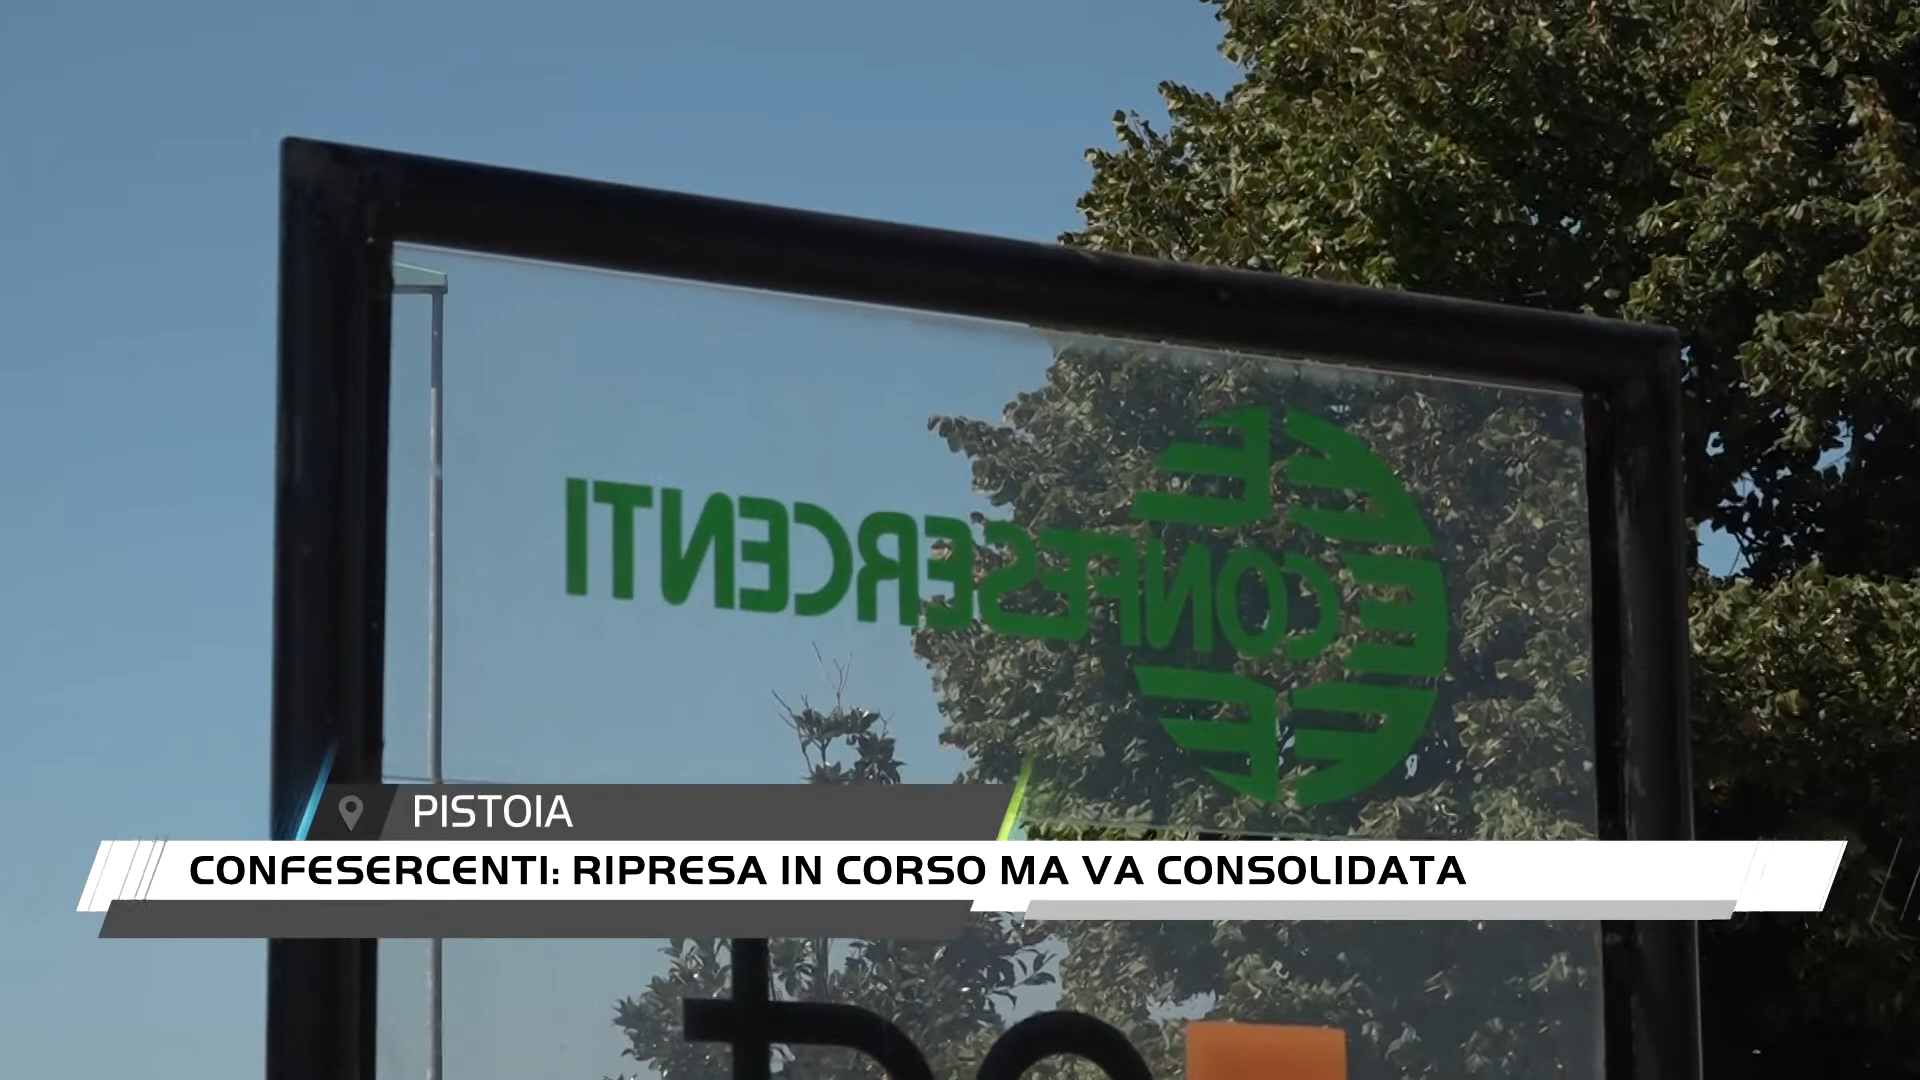 CONFESERCENTI
PISTOIA
CONFESERCENTI: RIPRESA IN CORSO MA VA CONSOLIDATA